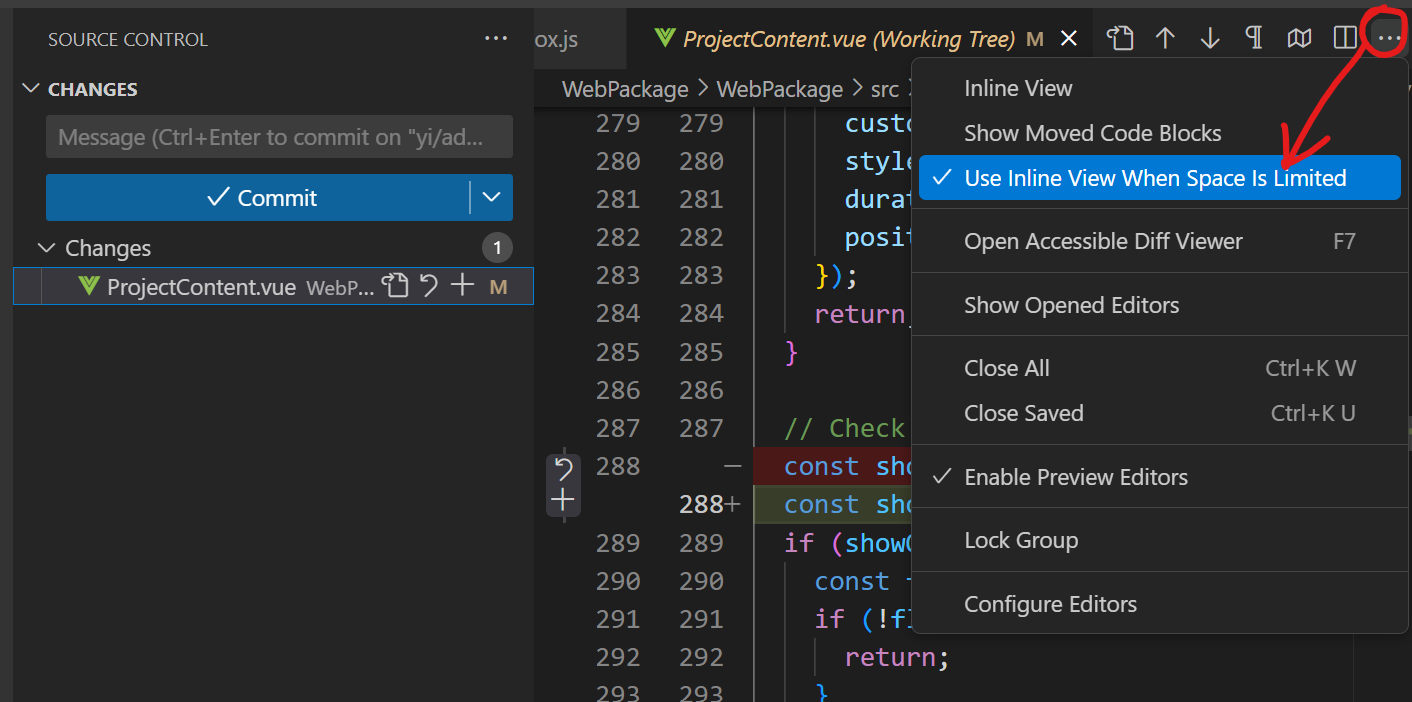 SOURCE CONTROL
CHANGES
Message (Ctrl+Enter to commit on "yi/ad...
Commit
Changes 1
ProjectContent.vue WebP... M
ox.js ProjectContent.vue (Working Tree) M
WebPackage > WebPackage > src >
279 279 custo
280 280 style
281 281 durat
282 282 posit
283 283 });
284 284 return
285 285 }
286 286
287 287 // Check
288 — const sho
288+ const sho
289 289 if (show
290 290 const
291 291 if (!f
292 292 return;
293 293 }
Inline View
Show Moved Code Blocks
✓ Use Inline View When Space Is Limited
Open Accessible Diff Viewer F7
Show Opened Editors
Close All Ctrl+K W
Close Saved Ctrl+K U
✓ Enable Preview Editors
Lock Group
Configure Editors